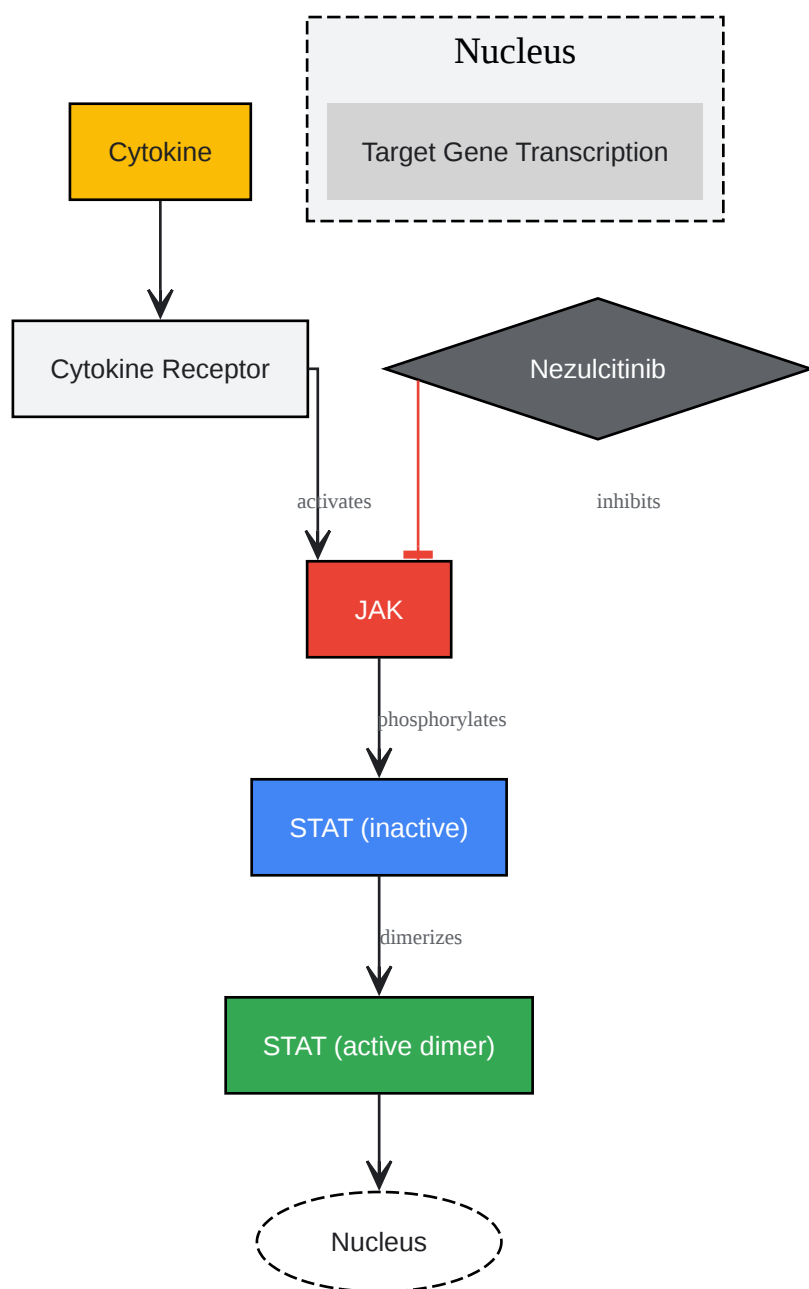 Nucleus
Cytokine
Target Gene Transcription
Cytokine Receptor
Nezulcitinib
activates
inhibits
JAK
phosphorylates
STAT (inactive)
dimerizes
STAT (active dimer)
Nucleus